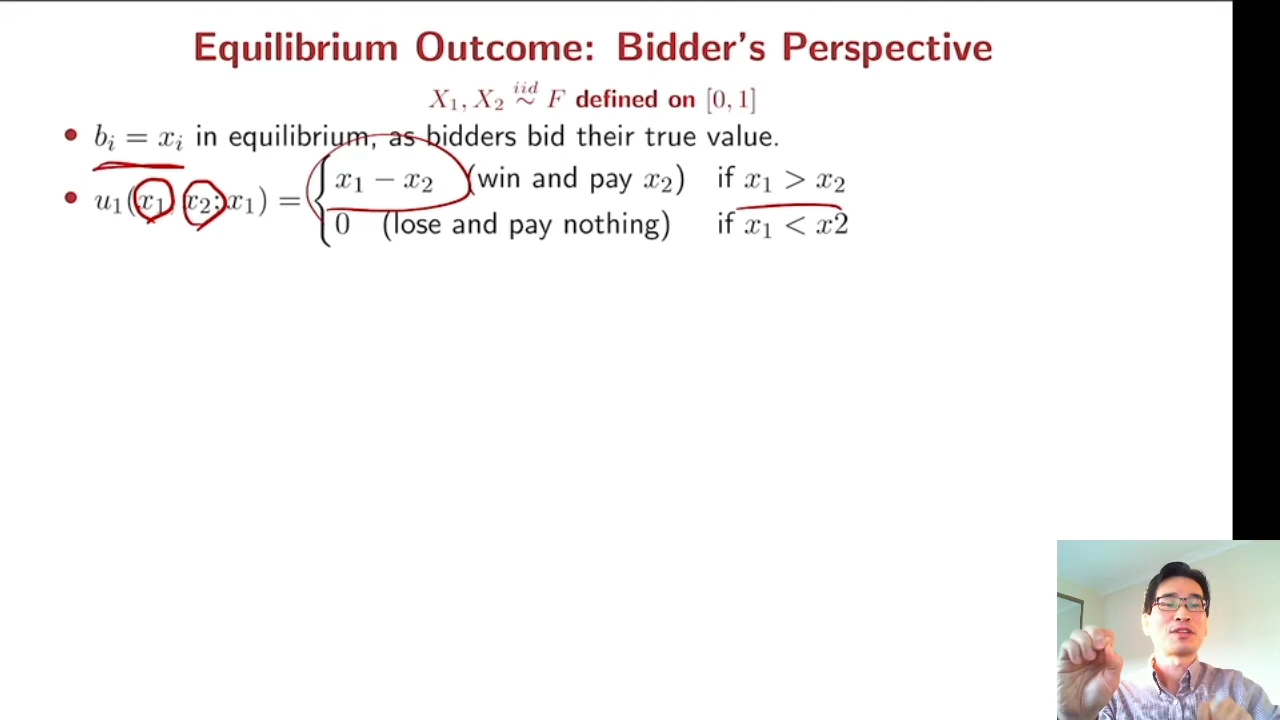 Equilibrium Outcome: Bidder's Perspective
X₁, X₂ iid ~ F defined on [0, 1]
• bᵢ = xᵢ in equilibrium, as bidders bid their true value.
• u₁(x₁, x₂; x₁) = { x₁ − x₂ (win and pay x₂) if x₁ > x₂
0 (lose and pay nothing) if x₁ < x2